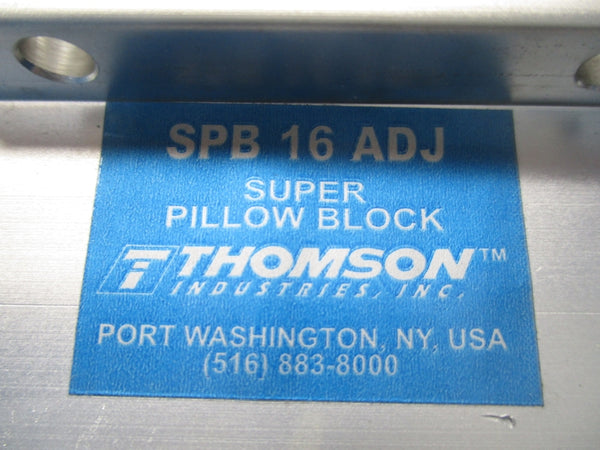 SPB 16 ADJ
SUPER
PILLOW BLOCK
THOMSON™
INDUSTRIES, INC.
PORT WASHINGTON, NY, USA
(516) 883-8000